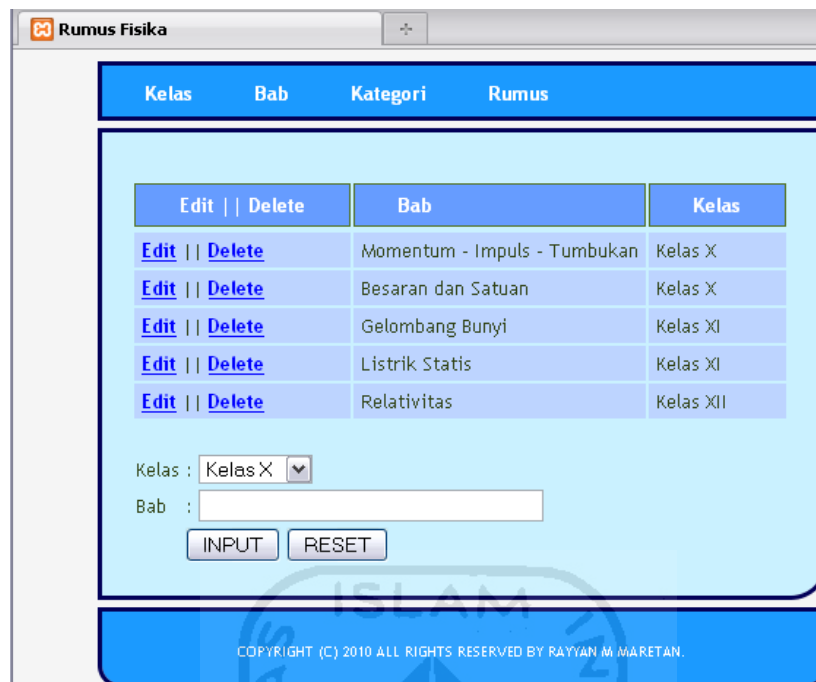 Rumus Fisika
Kelas Bab Kategori Rumus
Edit || Delete Bab Kelas
Edit || Delete Momentum - Impuls - Tumbukan Kelas X
Edit || Delete Besaran dan Satuan Kelas X
Edit || Delete Gelombang Bunyi Kelas XI
Edit || Delete Listrik Statis Kelas XI
Edit || Delete Relativitas Kelas XII
Kelas : Kelas X
Bab :
INPUT RESET
ISLAM
COPYRIGHT (C) 2010 ALL RIGHTS RESERVED BY RAYYAN M MARETAN.